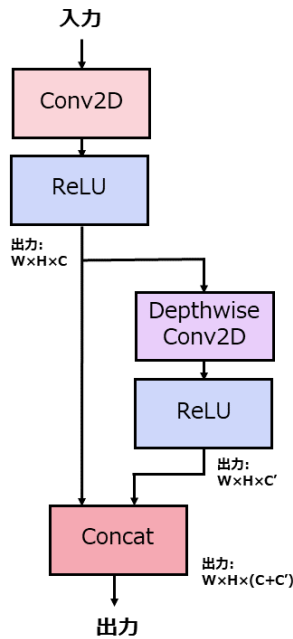 入力
Conv2D
ReLU
出力:
W×H×C
Depthwise
Conv2D
ReLU
出力:
W×H×C’
Concat
出力:
W×H×(C+C’)
出力